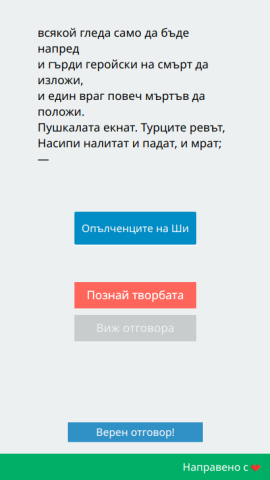 всякой гледа само да бъде
напред
и гърди геройски на смърт да
изложи,
и един враг повеч мъртъв да
положи.
Пушкалата екнат. Турците ревът,
Насипи налитат и падат, и мрат;
—
Опълченците на Ши
Познай творбата
Виж отговора
Верен отговор!
Направено с ❤